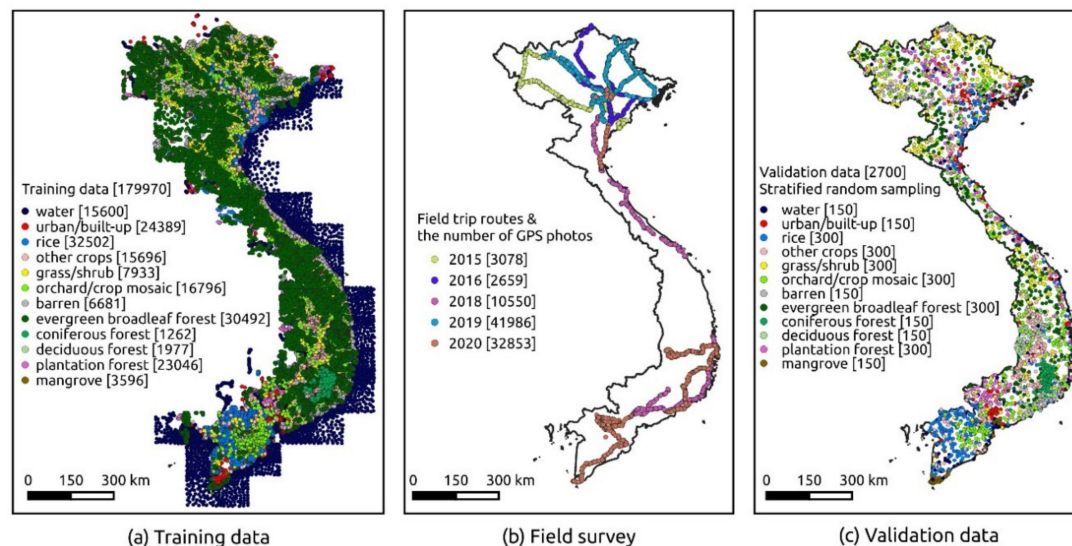 Training data [179970]
water [15600]
urban/built-up [24389]
rice [32502]
other crops [15696]
grass/shrub [7933]
orchard/crop mosaic [16796]
barren [6681]
evergreen broadleaf forest [30492]
coniferous forest [1262]
deciduous forest [1977]
plantation forest [23046]
mangrove [3596]
0 150 300 km
(a) Training data
Field trip routes &
the number of GPS photos
2015 [3078]
2016 [2659]
2018 [10550]
2019 [41986]
2020 [32853]
0 150 300 km
(b) Field survey
Validation data [2700]
Stratified random sampling
water [150]
urban/built-up [150]
rice [300]
other crops [300]
grass/shrub [300]
orchard/crop mosaic [300]
barren [150]
evergreen broadleaf forest [300]
coniferous forest [150]
deciduous forest [150]
plantation forest [300]
mangrove [150]
0 150 300 km
(c) Validation data